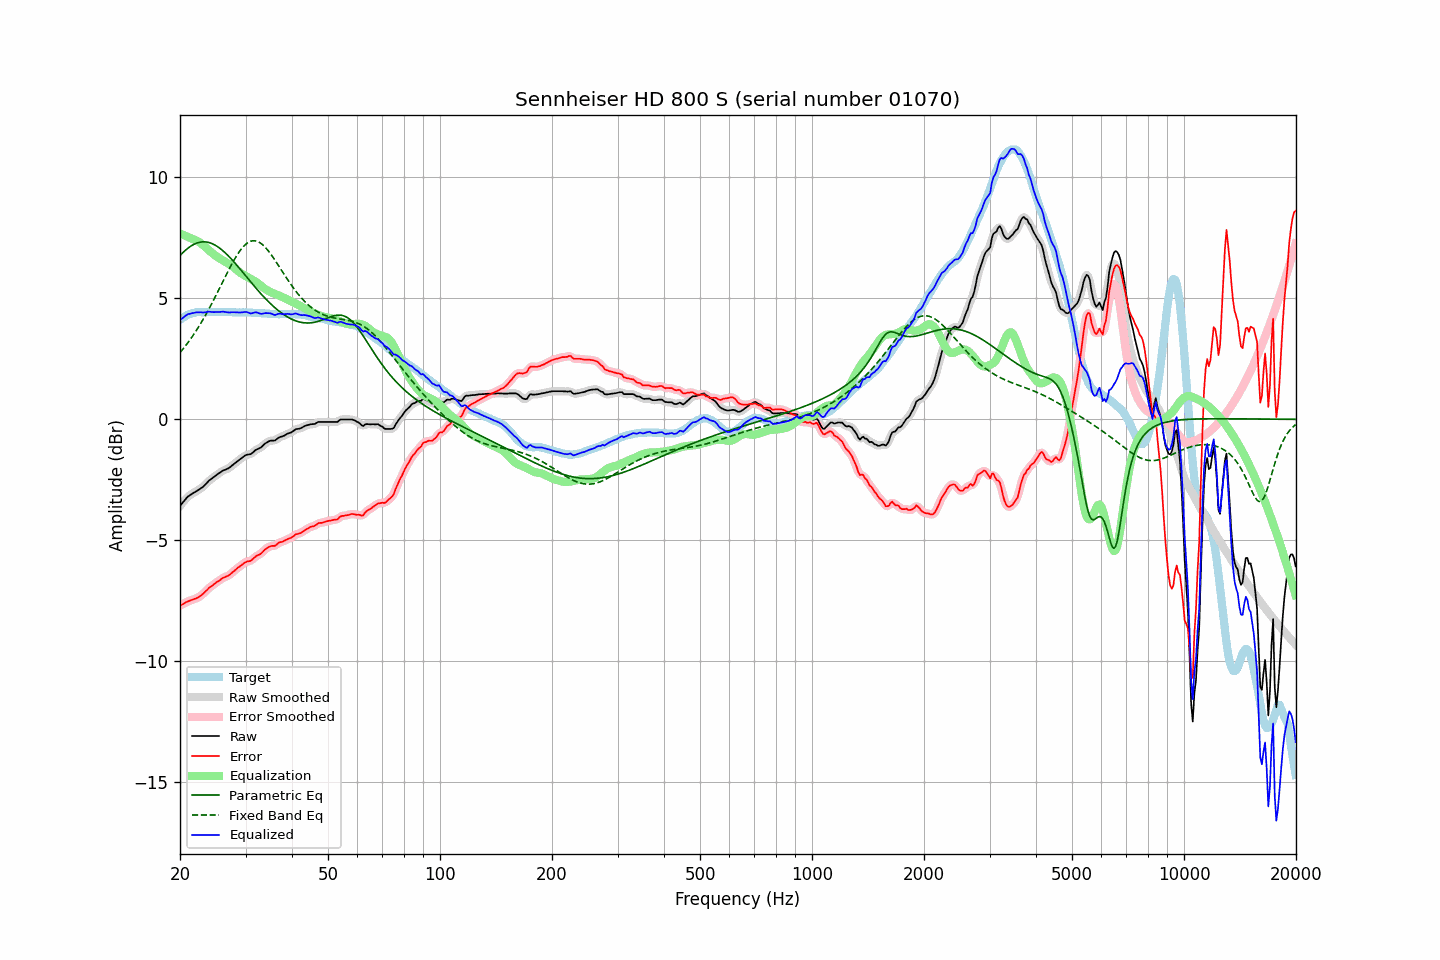 Sennheiser HD 800 S (serial number 01070)
Amplitude (dBr)
10
5
0
−5
−10
−15
Target
Raw Smoothed
Error Smoothed
Raw
Error
Equalization
Parametric Eq
Fixed Band Eq
Equalized
20 50 100 200 500 1000 2000 5000 10000 20000
Frequency (Hz)